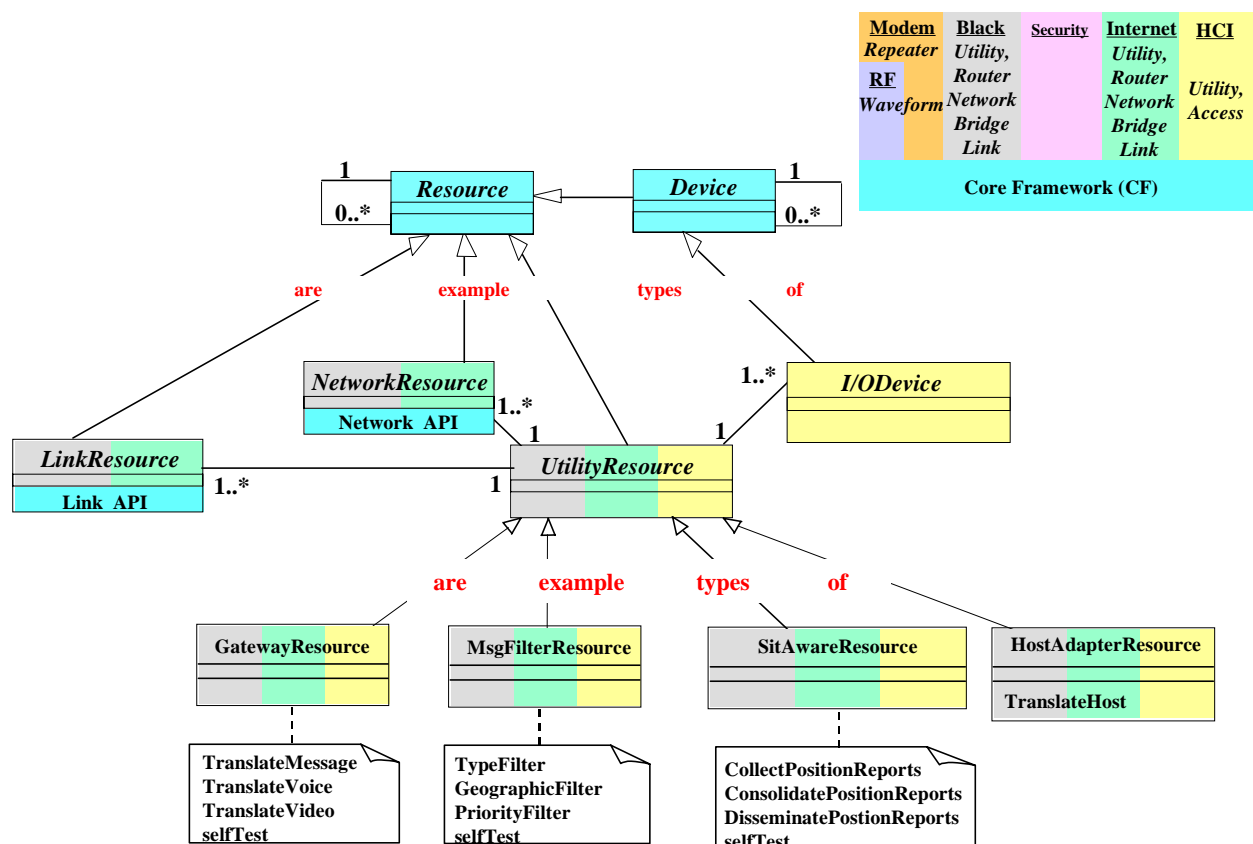 Modem
Repeater
RF
Waveform
Black
Utility,
Router
Network
Bridge
Link
Security
Internet
Utility,
Router
Network
Bridge
Link
HCI
Utility,
Access
Core Framework (CF)
1
Resource
0..*
Device
1
0..*
are example types of
NetworkResource
Network API
1..*
1
1..*
I/ODevice
1
LinkResource
Link API
1..*
1
UtilityResource
are example types of
GatewayResource
MsgFilterResource
SitAwareResource
HostAdapterResource
TranslateHost
TranslateMessage
TranslateVoice
TranslateVideo
selfTest
TypeFilter
GeographicFilter
PriorityFilter
selfTest
CollectPositionReports
ConsolidatePositionReports
DisseminatePostionReports
selfTest